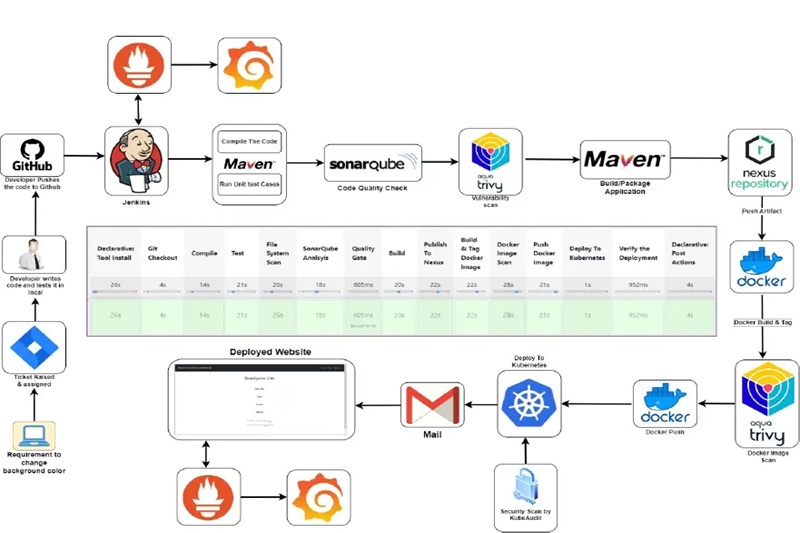 GitHub
Developer Pushes
the code to Github
Jenkins
Compile The Code
Maven™
Run Unit test Cases
sonarqube
Code Quality Check
aqua
trivy
Vulnerability
scan
Maven™
Build/Package
Application
nexus
repository
Push Artifact
docker
Docker Build & Tag
aqua
trivy
Docker Image
Scan
docker
Docker Push
Deploy To
Kubernetes
Security Scan by
KubeAudit
Mail
Deployed Website
Developer writes
code and tests it in
local
Ticket Raised
& assigned
Requirement to
change
background color
Declarative:
Tool Install
Git
Checkout
Compile
Test
File
System
Scan
SonarQube
Analsyis
Quality
Gate
Build
Publish
To
Nexus
Build
& Tag
Docker
Image
Docker
Image
Scan
Push
Docker
Image
Deploy To
Kubernetes
Verify the
Deployment
Declarative:
Post
Actions
26s 4s 14s 21s 26s 18s 605ms 20s 22s 22s 28s 21s 1s 952ms 4s
26s 4s 14s 21s 26s 18s 605ms 20s 22s 22s 28s 21s 1s 952ms 4s